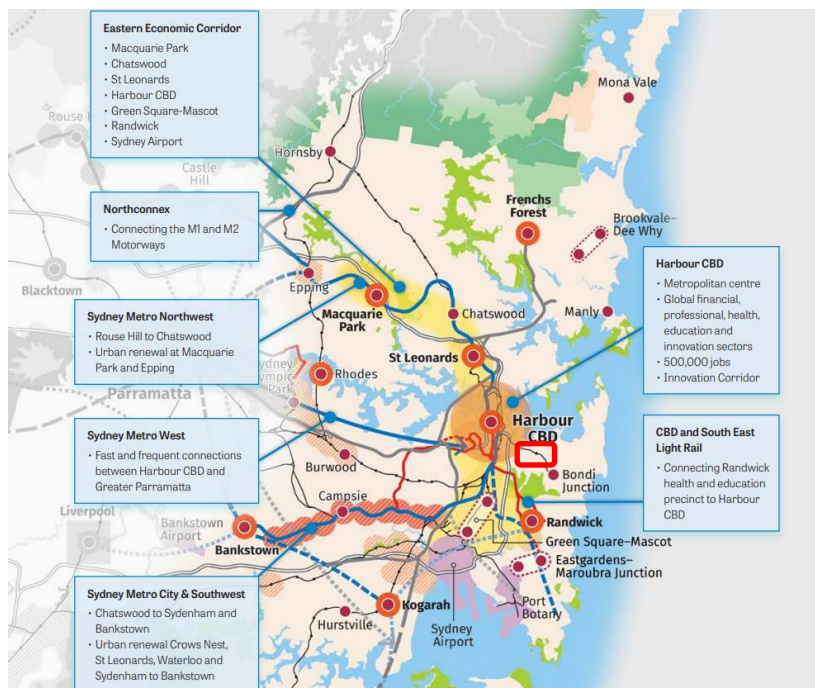 Eastern Economic Corridor
• Macquarie Park
• Chatswood
• St Leonards
• Harbour CBD
• Green Square-Mascot
• Randwick
• Sydney Airport
Northconnex
• Connecting the M1 and M2
Motorways
Sydney Metro Northwest
• Rouse Hill to Chatswood
• Urban renewal at Macquarie
Park and Epping
Sydney Metro West
• Fast and frequent connections
between Harbour CBD and
Greater Parramatta
Sydney Metro City & Southwest
• Chatswood to Sydenham and
Bankstown
• Urban renewal Crows Nest,
St Leonards, Waterloo and
Sydenham to Bankstown
Harbour CBD
• Metropolitan centre
• Global financial,
professional, health,
education and
innovation sectors
• 500,000 jobs
• Innovation Corridor
CBD and South East
Light Rail
• Connecting Randwick
health and education
precinct to Harbour
CBD
Mona Vale
Rouse
Hornsby
Castle
Hill
Frenchs
Forest
Brookvale–
Dee Why
Blacktown
Epping
Macquarie
Park
Chatswood
Manly
St Leonards
Rhodes
ydney
ympic
Park
Parramatta
Harbour
CBD
Burwood
Bondi
Junction
Campsie
Liverpool
Bankstown
Airport
Bankstown
Randwick
Green Square–Mascot
Eastgardens–
Maroubra Junction
Kogarah
Port
Botany
Hurstville
Sydney
Airport